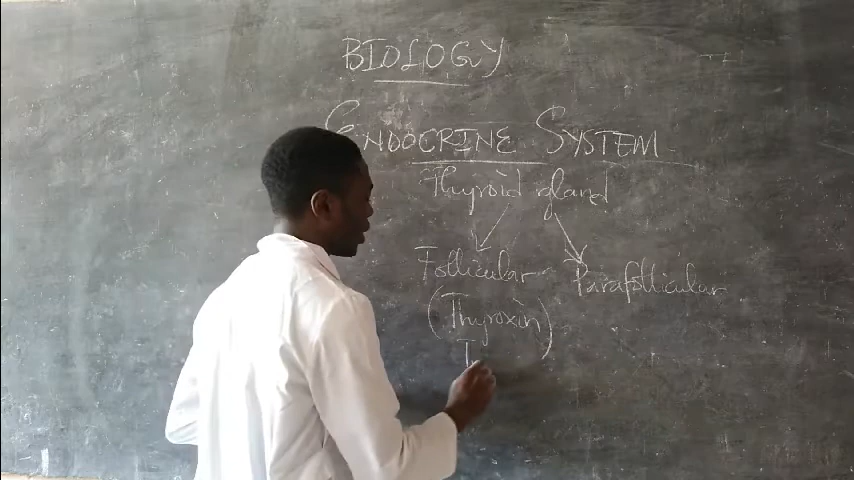 BIOLOGY
ENDOCRINE SYSTEM
Thyroid gland
Follicular
Parafollicular
(Thyroxin)
T